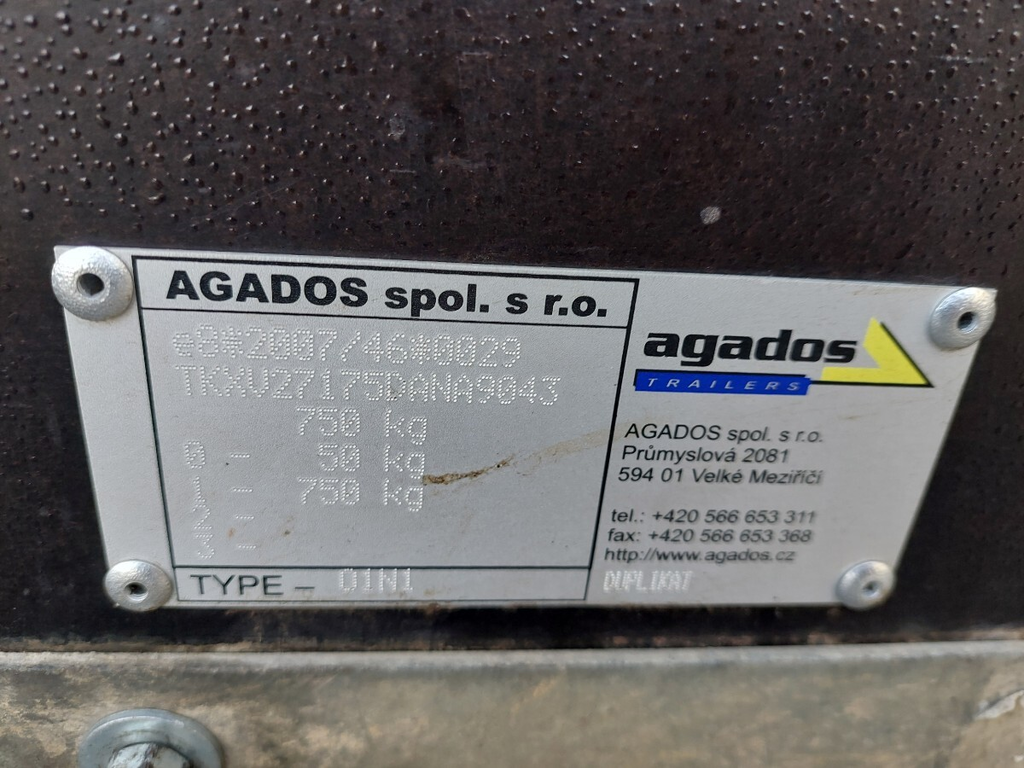 AGADOS spol. s r.o.
e8*2007/46*0029
TKXV27175DANA9043
750 kg
0 - 50 kg
1 - 750 kg
2 -
3 -
TYPE - O1N1
agados
TRAILERS
AGADOS spol. s r.o.
Průmyslová 2081
594 01 Velké Meziříčí
tel.: +420 566 653 311
fax: +420 566 653 368
http://www.agados.cz
DUPLIKAT